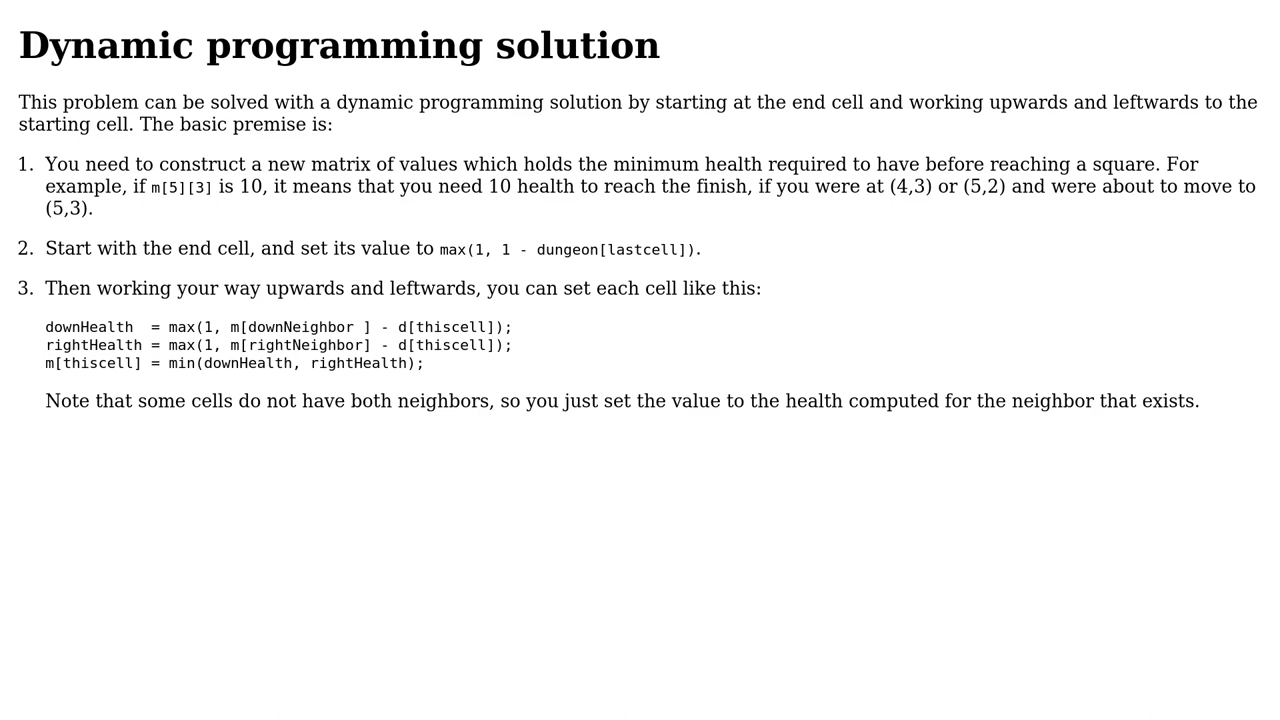 Dynamic programming solution
This problem can be solved with a dynamic programming solution by starting at the end cell and working upwards and leftwards to the
starting cell. The basic premise is:
1. You need to construct a new matrix of values which holds the minimum health required to have before reaching a square. For
example, if m[5][3] is 10, it means that you need 10 health to reach the finish, if you were at (4,3) or (5,2) and were about to move to
(5,3).
2. Start with the end cell, and set its value to max(1, 1 - dungeon[lastcell]).
3. Then working your way upwards and leftwards, you can set each cell like this:
downHealth  = max(1, m[downNeighbor ] - d[thiscell]);
rightHealth = max(1, m[rightNeighbor] - d[thiscell]);
m[thiscell] = min(downHealth, rightHealth);
Note that some cells do not have both neighbors, so you just set the value to the health computed for the neighbor that exists.